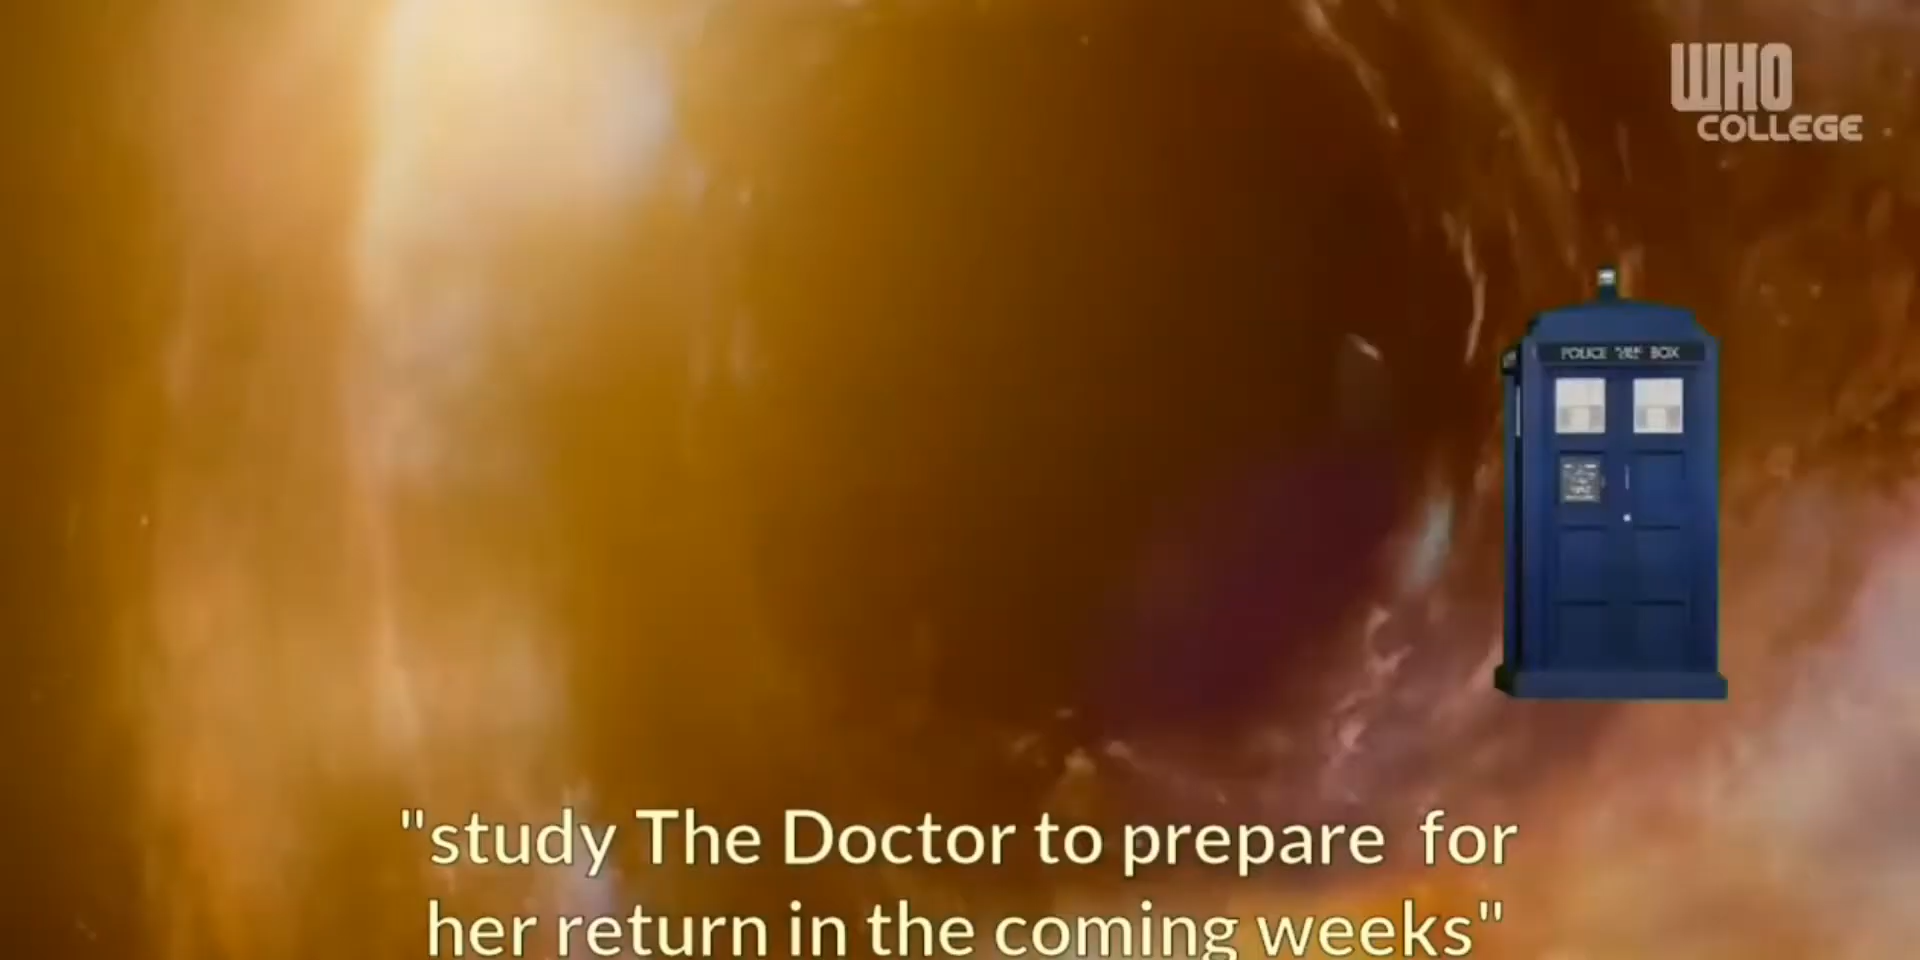 WHO
COLLEGE
POLICE BOX
"study The Doctor to prepare  for
her return in the coming weeks"